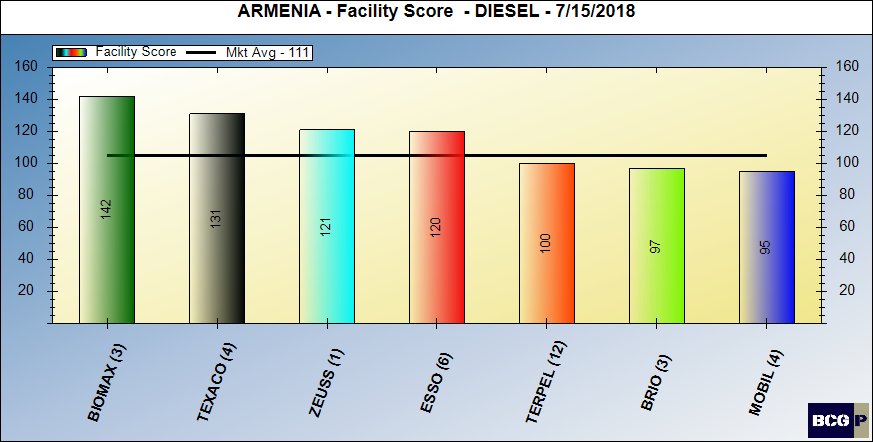 ARMENIA - Facility Score - DIESEL - 7/15/2018
Facility Score Mkt Avg - 111
160 160
140 140
120 120
100 100
80 80
60 60
40 40
20 20
142 131 121 120 100 97 95
BIOMAX (3) TEXACO (4) ZEUSS (1) ESSO (6) TERPEL (12) BRIO (3) MOBIL (4)
BCG P